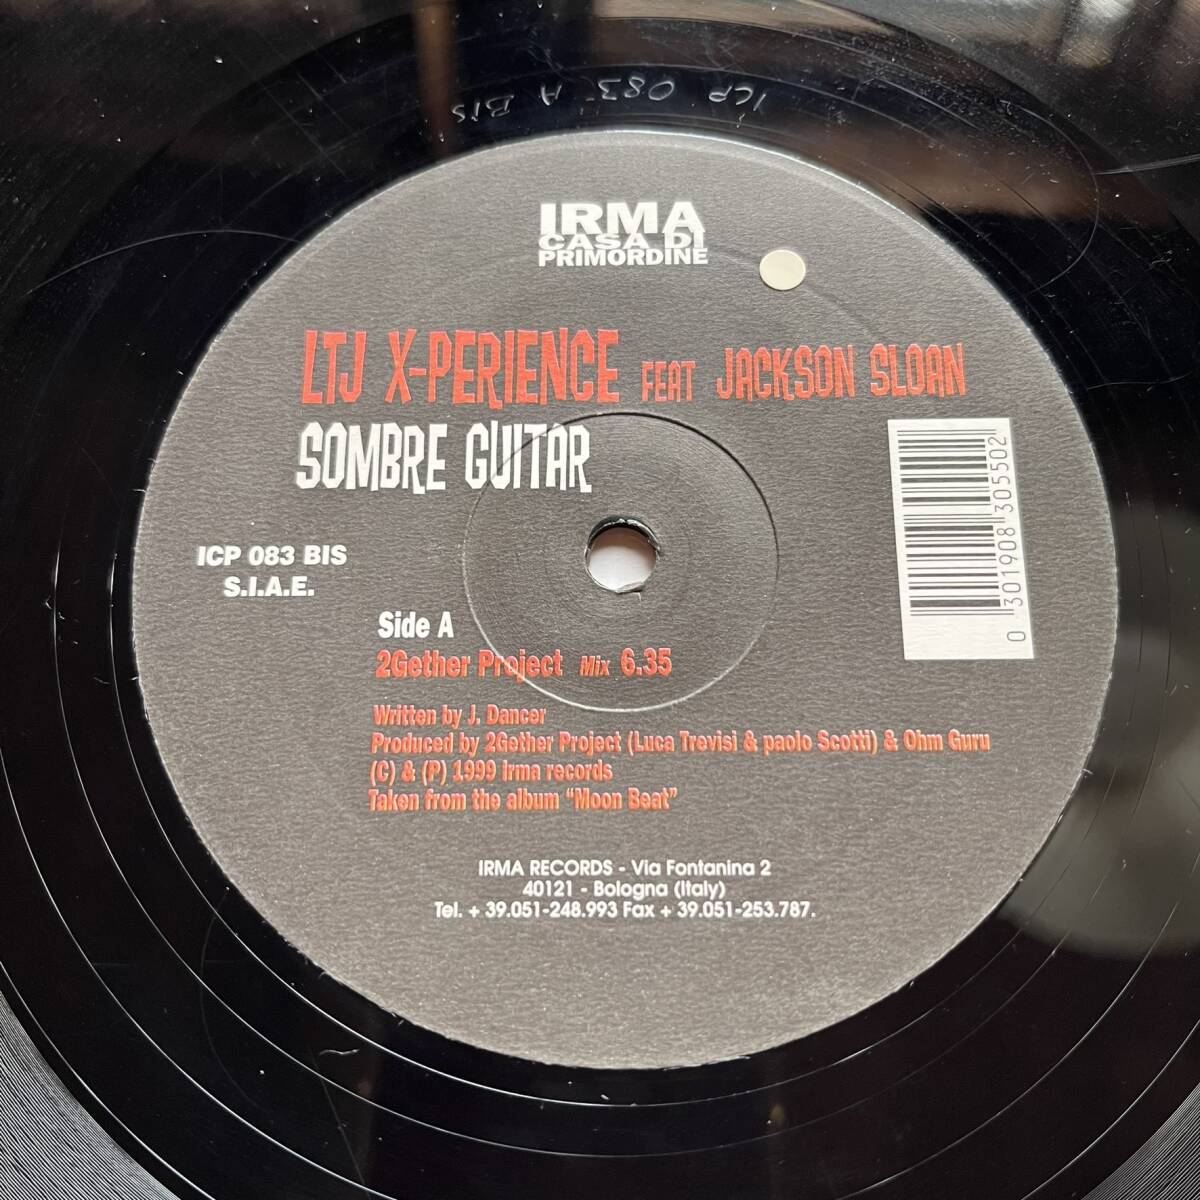 ICP 083 A BIS
IRMA
CASA DI
PRIMORDINE
LTJ X-PERIENCE FEAT JACKSON SLOAN
SOMBRE GUITAR
ICP 083 BIS
S.I.A.E.
0 301908 305502
Side A
2Gether Project Mix 6.35
Written by J. Dancer
Produced by 2Gether Project (Luca Trevisi & paolo Scotti) & Ohm Guru
(C) & (P) 1999 Irma records
Taken from the album “Moon Beat”
IRMA RECORDS - Via Fontanina 2
40121 - Bologna (Italy)
Tel. + 39.051-248.993 Fax + 39.051-253.787.